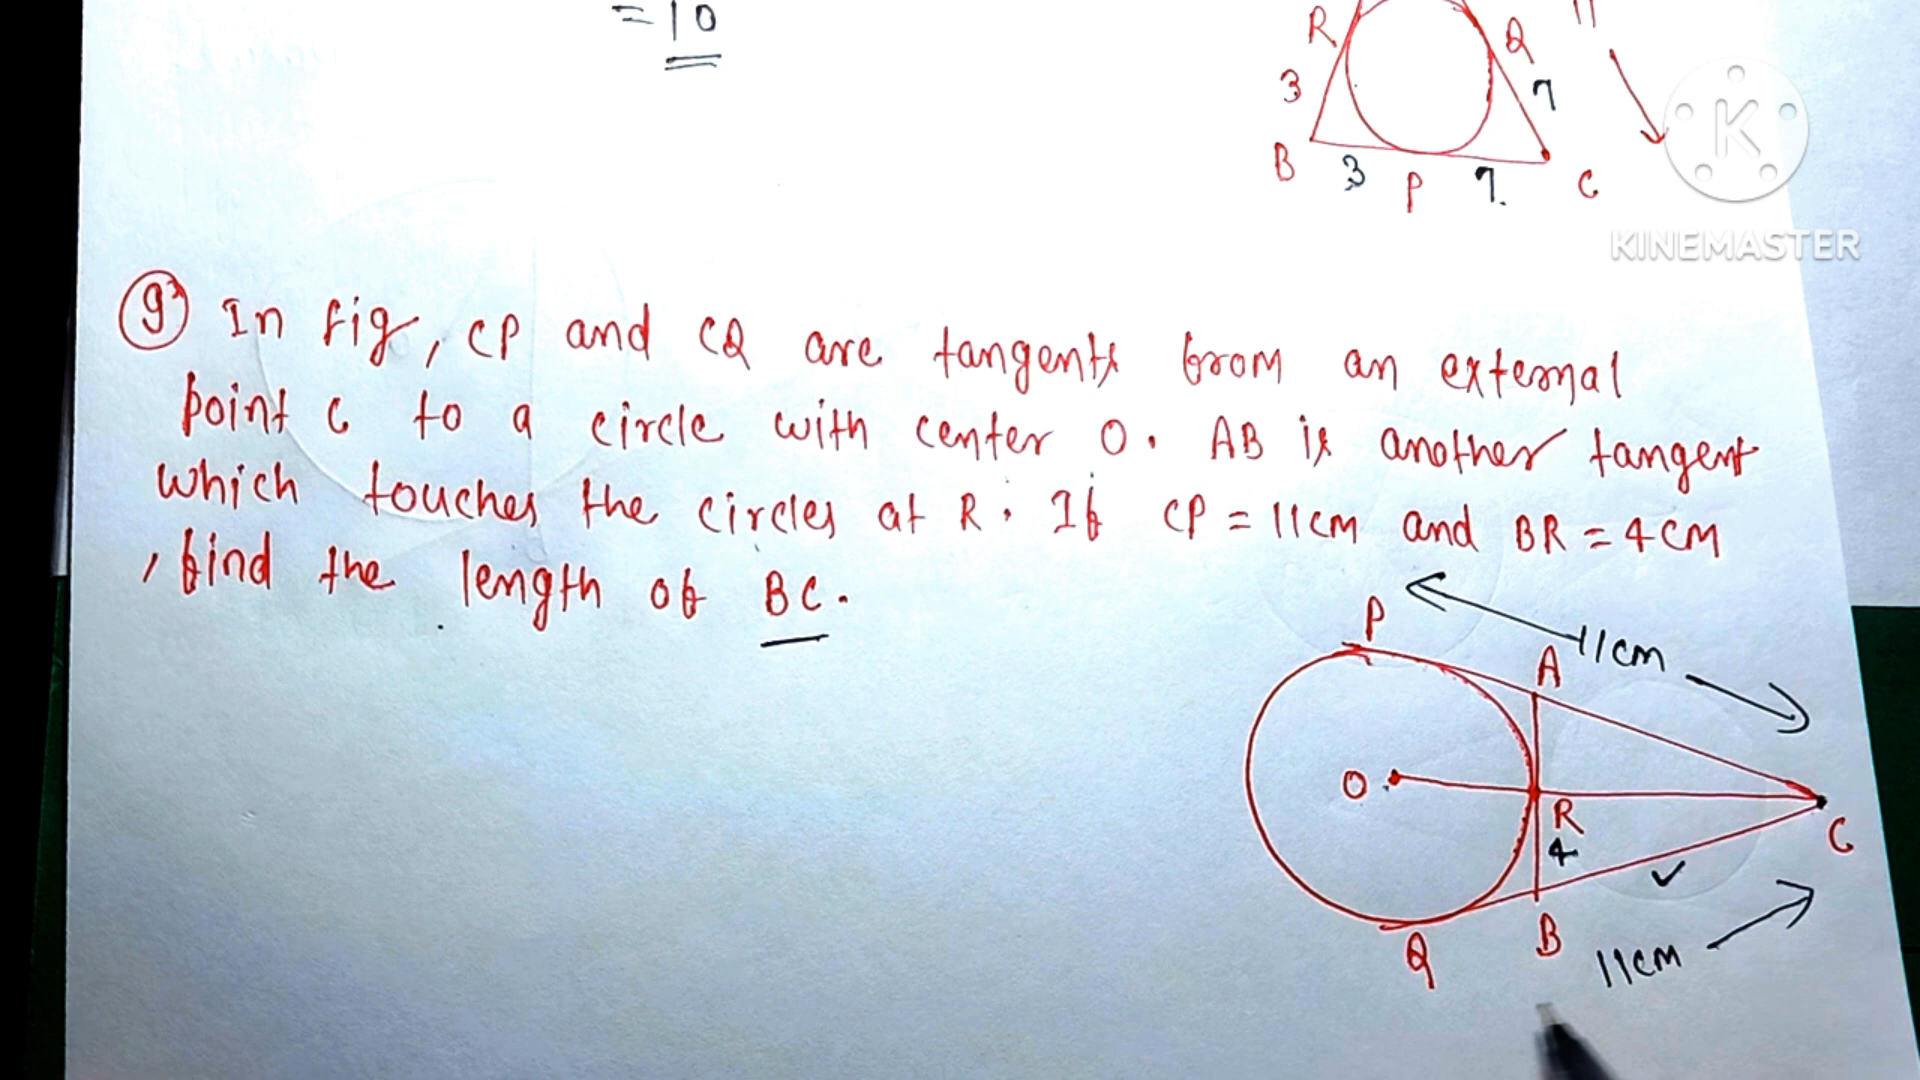 = 10
R
Q
11
3
7
B
3
P
7.
C
K
KINEMASTER
9 In fig, CP and CQ are tangents from an external
point C to a circle with center O. AB is another tangent
which touches the circles at R. If CP = 11cm and BR = 4cm
, find the length of BC.
P
11cm
A
O
R
4
C
B
Q
11cm